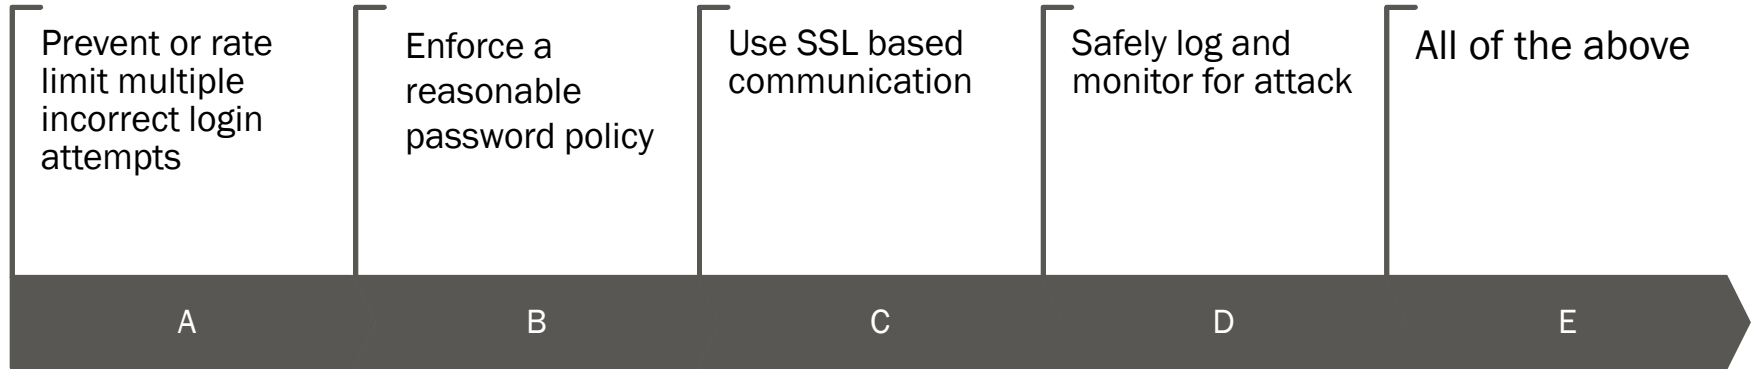 Prevent or rate
limit multiple
incorrect login
attempts
Enforce a
reasonable
password policy
Use SSL based
communication
Safely log and
monitor for attack
All of the above
A
B
C
D
E